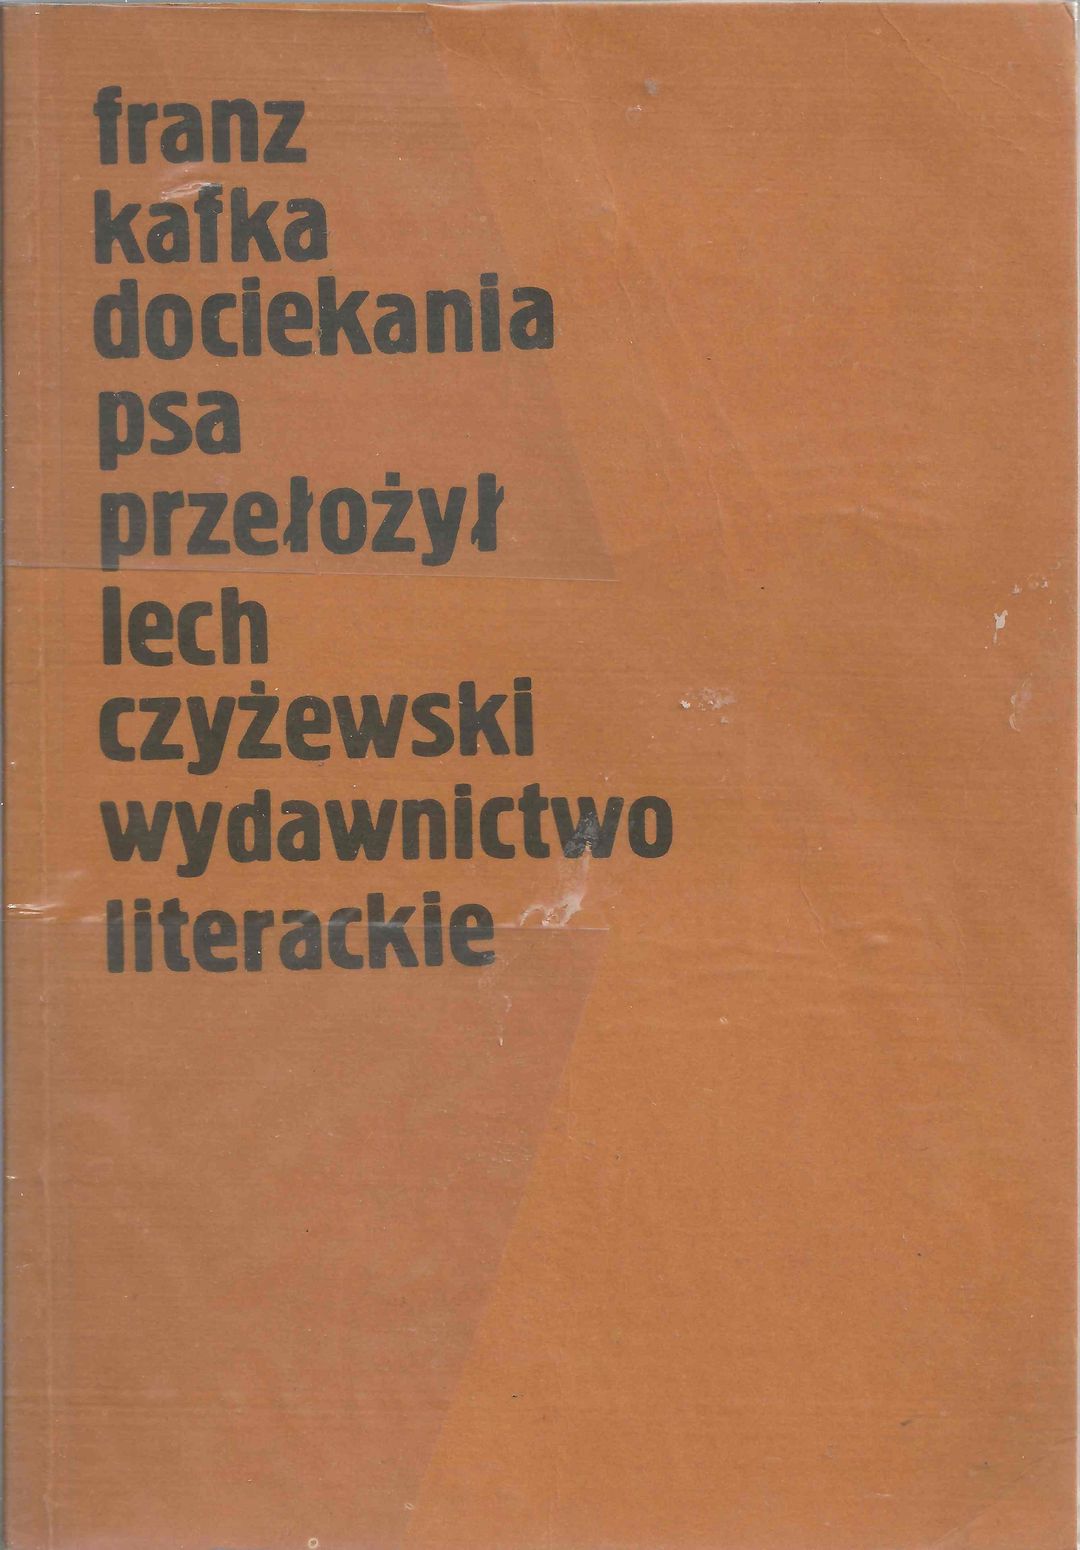 franz
kafka
dociekania
psa
przełożył
lech
czyżewski
wydawnictwo
literackie